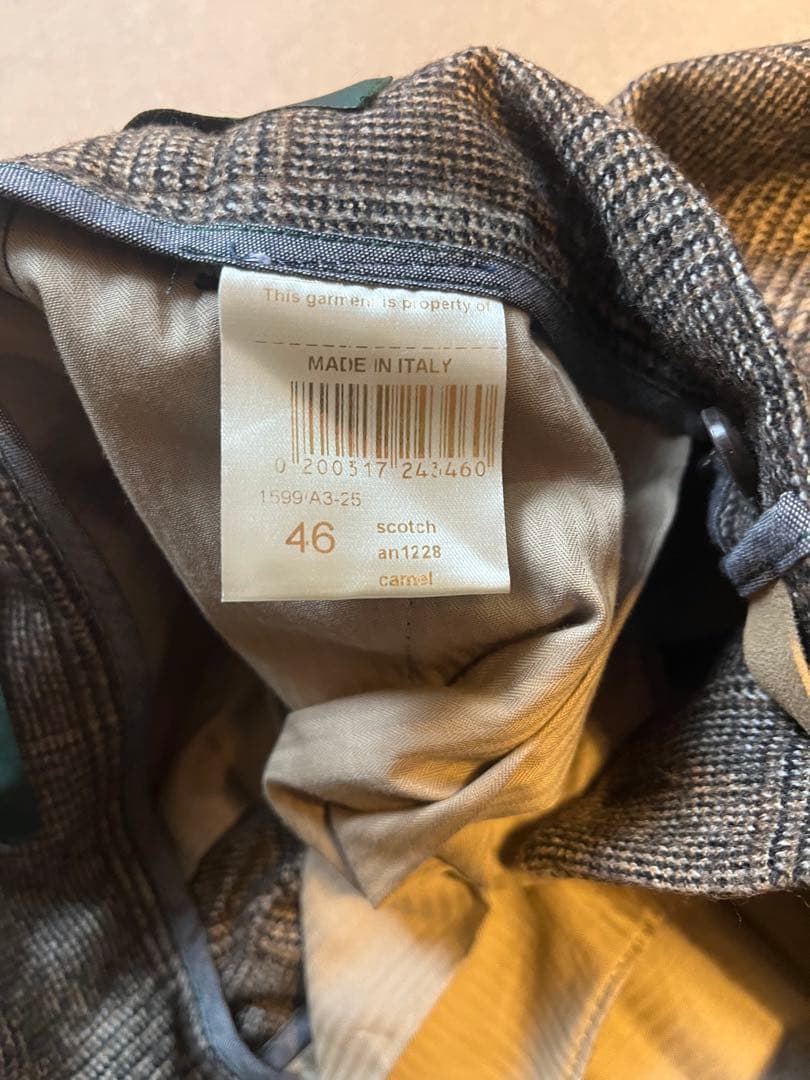 This garment is property of
MADE IN ITALY
0 200317 243460
1599/A3-25
46
scotch
an1228
camel